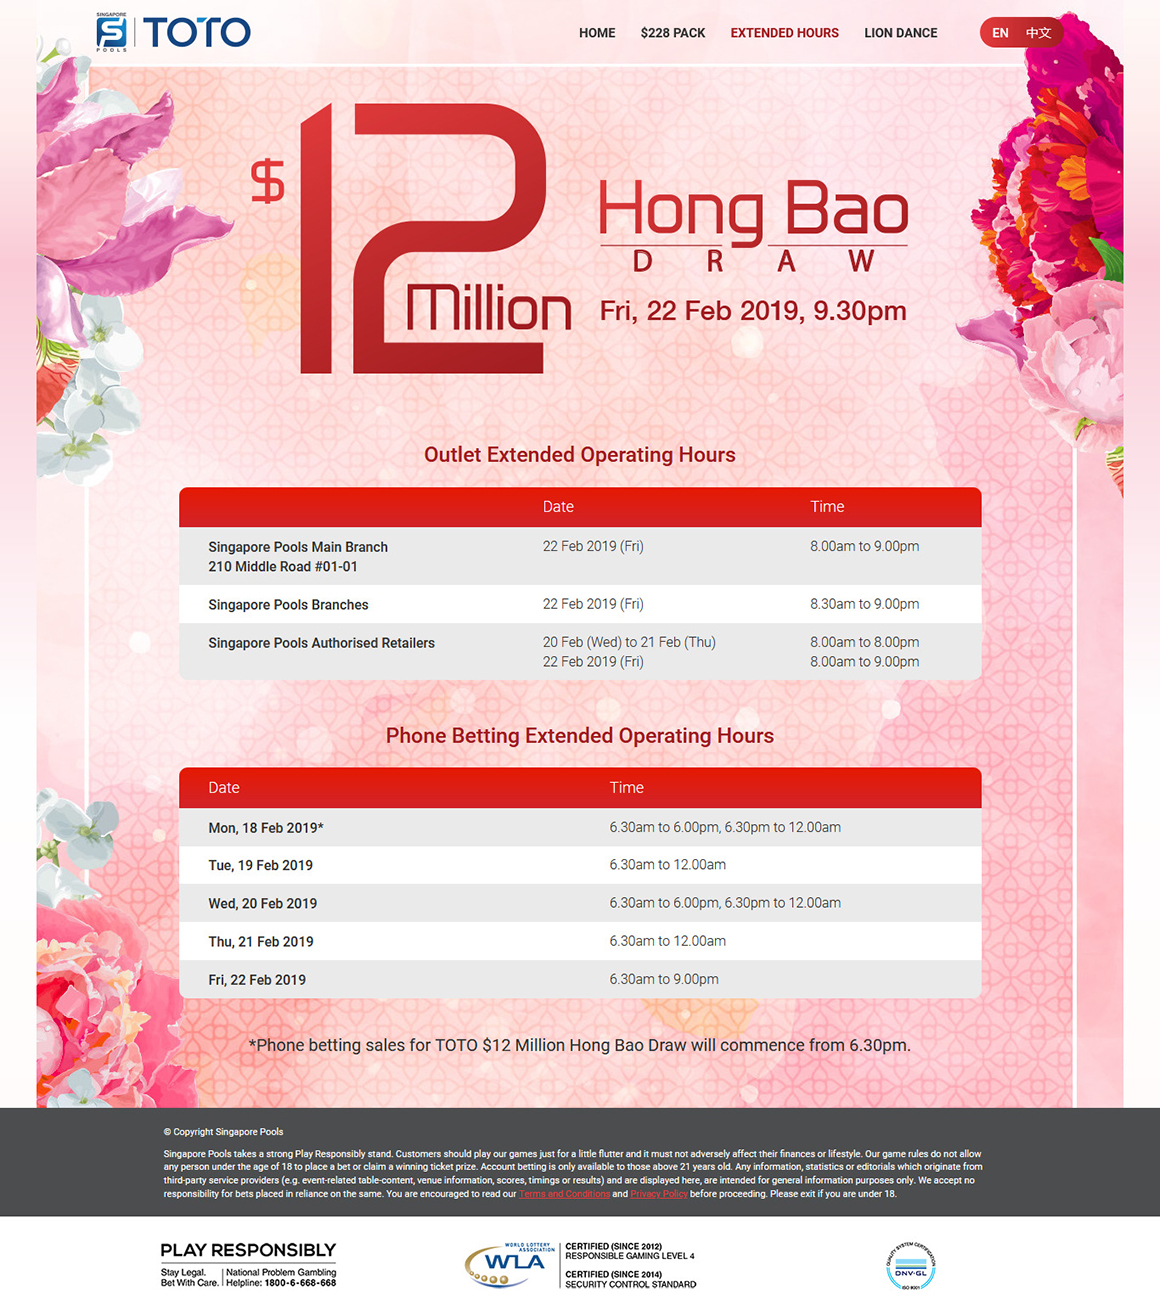 SINGAPORE
POOLS
TOTO
HOME $228 PACK EXTENDED HOURS LION DANCE EN 中文
$12 Million
Hong Bao
DRAW
Fri, 22 Feb 2019, 9.30pm
Outlet Extended Operating Hours
Date Time
Singapore Pools Main Branch 22 Feb 2019 (Fri) 8.00am to 9.00pm
210 Middle Road #01-01
Singapore Pools Branches 22 Feb 2019 (Fri) 8.30am to 9.00pm
Singapore Pools Authorised Retailers 20 Feb (Wed) to 21 Feb (Thu) 8.00am to 8.00pm
22 Feb 2019 (Fri) 8.00am to 9.00pm
Phone Betting Extended Operating Hours
Date Time
Mon, 18 Feb 2019* 6.30am to 6.00pm, 6.30pm to 12.00am
Tue, 19 Feb 2019 6.30am to 12.00am
Wed, 20 Feb 2019 6.30am to 6.00pm, 6.30pm to 12.00am
Thu, 21 Feb 2019 6.30am to 12.00am
Fri, 22 Feb 2019 6.30am to 9.00pm
*Phone betting sales for TOTO $12 Million Hong Bao Draw will commence from 6.30pm.
© Copyright Singapore Pools
Singapore Pools takes a strong Play Responsibly stand. Customers should play our games just for a little flutter and it must not adversely affect their finances or lifestyle. Our game rules do not allow
any person under the age of 18 to place a bet or claim a winning ticket prize. Account betting is only available to those above 21 years old. Any information, statistics or editorials which originate from
third-party service providers (e.g. event-related table-content, venue information, scores, timings or results) and are displayed here, are intended for general information purposes only. We accept no
responsibility for bets placed in reliance on the same. You are encouraged to read our Terms and Conditions and Privacy Policy before proceeding. Please exit if you are under 18.
PLAY RESPONSIBLY
Stay Legal. National Problem Gambling
Bet With Care. Helpline: 1800-6-668-668
WORLD LOTTERY
ASSOCIATION
WLA
CERTIFIED (SINCE 2012)
RESPONSIBLE GAMING LEVEL 4
CERTIFIED (SINCE 2014)
SECURITY CONTROL STANDARD
QUALITY SYSTEM CERTIFICATION
DNV·GL
ISO 9001